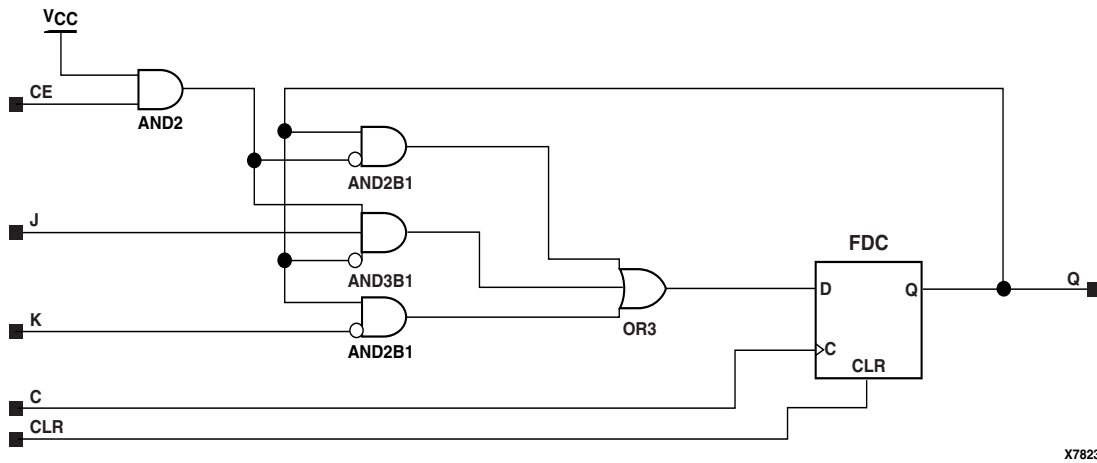 VCC
CE
AND2
AND2B1
J
AND3B1
FDC
D
Q
Q
OR3
K
AND2B1
C
CLR
C
CLR
X7823